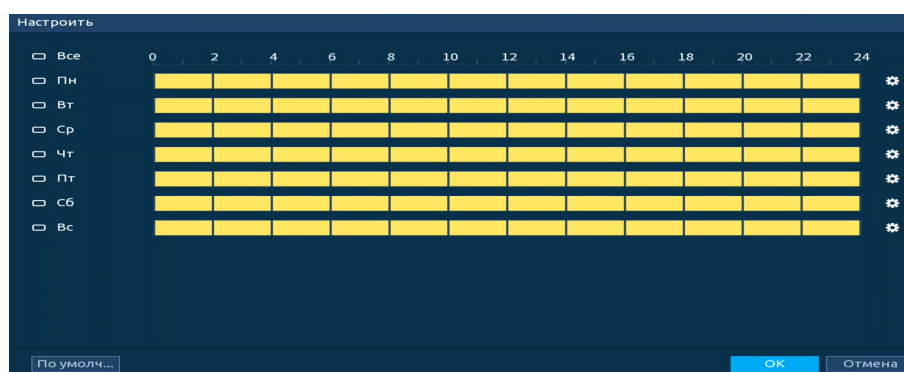 Настроить
Все 0 2 4 6 8 10 12 14 16 18 20 22 24
Пн
Вт
Ср
Чт
Пт
Сб
Вс
По умолч... OK Отмена